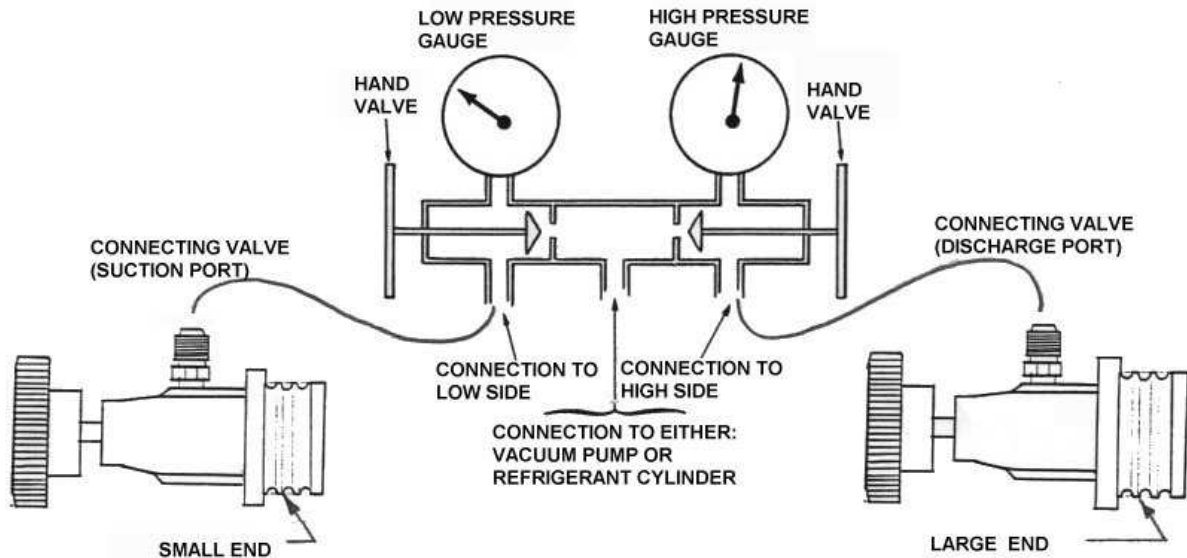 LOW PRESSURE
GAUGE
HIGH PRESSURE
GAUGE
HAND
VALVE
HAND
VALVE
CONNECTING VALVE
(SUCTION PORT)
CONNECTING VALVE
(DISCHARGE PORT)
CONNECTION TO
LOW SIDE
CONNECTION TO
HIGH SIDE
CONNECTION TO EITHER:
VACUUM PUMP OR
REFRIGERANT CYLINDER
SMALL END
LARGE END